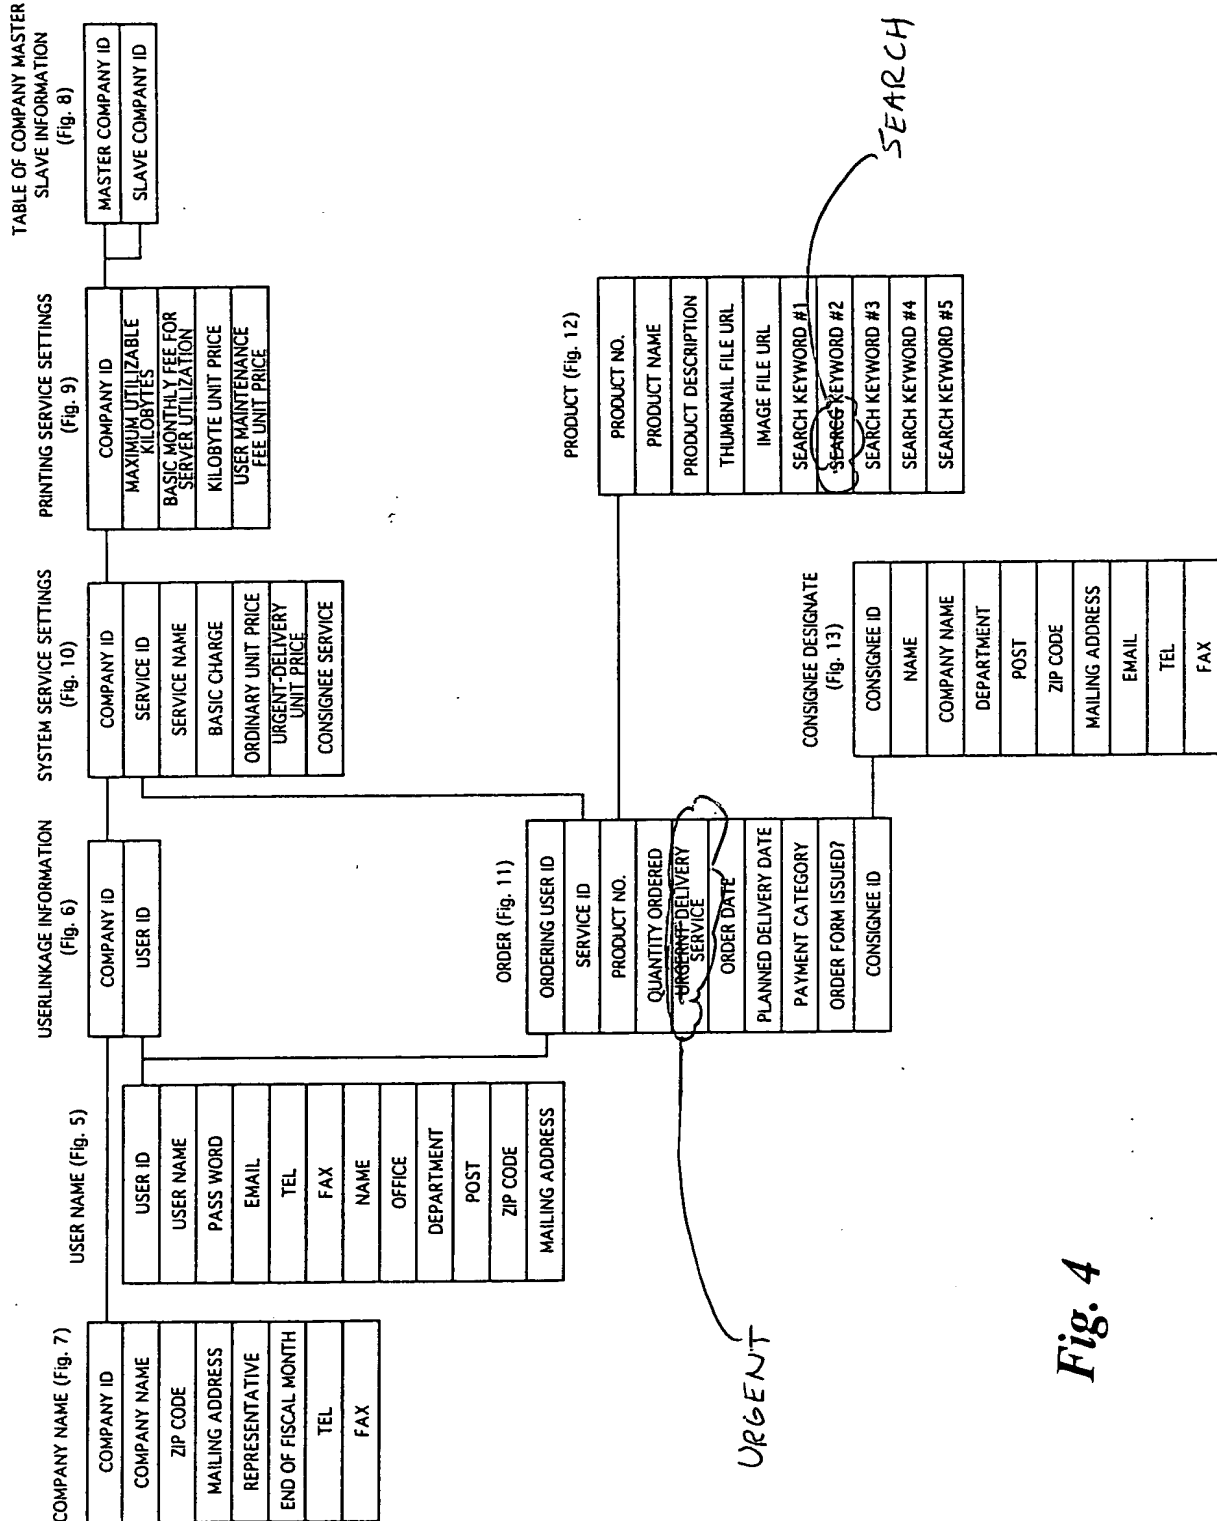 COMPANY NAME (Fig. 7)
COMPANY ID
COMPANY NAME
ZIP CODE
MAILING ADDRESS
REPRESENTATIVE
END OF FISCAL MONTH
TEL
FAX
USER NAME (Fig. 5)
USER ID
USER NAME
PASS WORD
EMAIL
TEL
FAX
NAME
OFFICE
DEPARTMENT
POST
ZIP CODE
MAILING ADDRESS
USERLINKAGE INFORMATION
(Fig. 6)
COMPANY ID
USER ID
SYSTEM SERVICE SETTINGS
(Fig. 10)
COMPANY ID
SERVICE ID
SERVICE NAME
BASIC CHARGE
ORDINARY UNIT PRICE
URGENT-DELIVERY
UNIT PRICE
CONSIGNEE SERVICE
PRINTING SERVICE SETTINGS
(Fig. 9)
COMPANY ID
MAXIMUM UTILIZABLE
KILOBYTES
BASIC MONTHLY FEE FOR
SERVER UTILIZATION
KILOBYTE UNIT PRICE
USER MAINTENANCE
FEE UNIT PRICE
TABLE OF COMPANY MASTER
SLAVE INFORMATION
(Fig. 8)
MASTER COMPANY ID
SLAVE COMPANY ID
ORDER (Fig. 11)
ORDERING USER ID
SERVICE ID
PRODUCT NO.
QUANTITY ORDERED
URGERNT DELIVERY
SERVICE
ORDER DATE
PLANNED DELIVERY DATE
PAYMENT CATEGORY
ORDER FORM ISSUED?
CONSIGNEE ID
PRODUCT (Fig. 12)
PRODUCT NO.
PRODUCT NAME
PRODUCT DESCRIPTION
THUMBNAIL FILE URL
IMAGE FILE URL
SEARCH KEYWORD #1
SEARCG KEYWORD #2
SEARCH KEYWORD #3
SEARCH KEYWORD #4
SEARCH KEYWORD #5
CONSIGNEE DESIGNATE
(Fig. 13)
CONSIGNEE ID
NAME
COMPANY NAME
DEPARTMENT
POST
ZIP CODE
MAILING ADDRESS
EMAIL
TEL
FAX
URGENT
SEARCH
Fig. 4